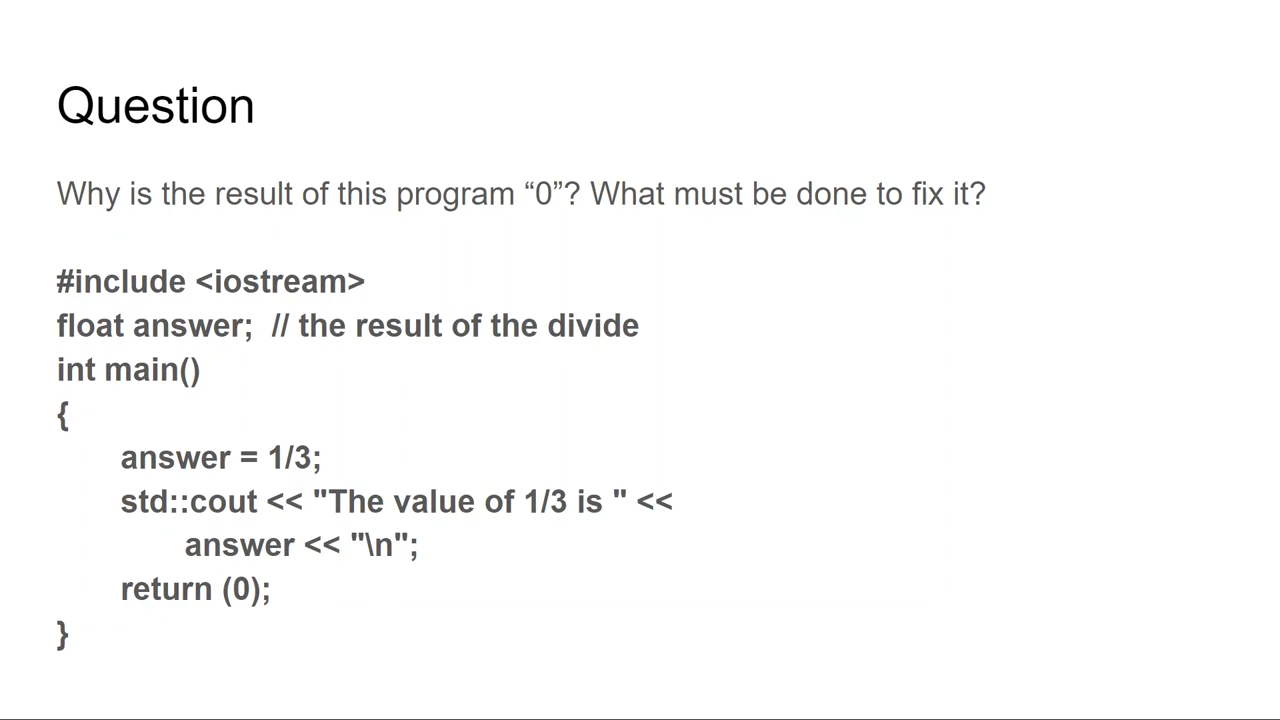 Question
Why is the result of this program “0”? What must be done to fix it?
#include <iostream>
float answer;  // the result of the divide
int main()
{
answer = 1/3;
std::cout << "The value of 1/3 is " <<
answer << "\n";
return (0);
}